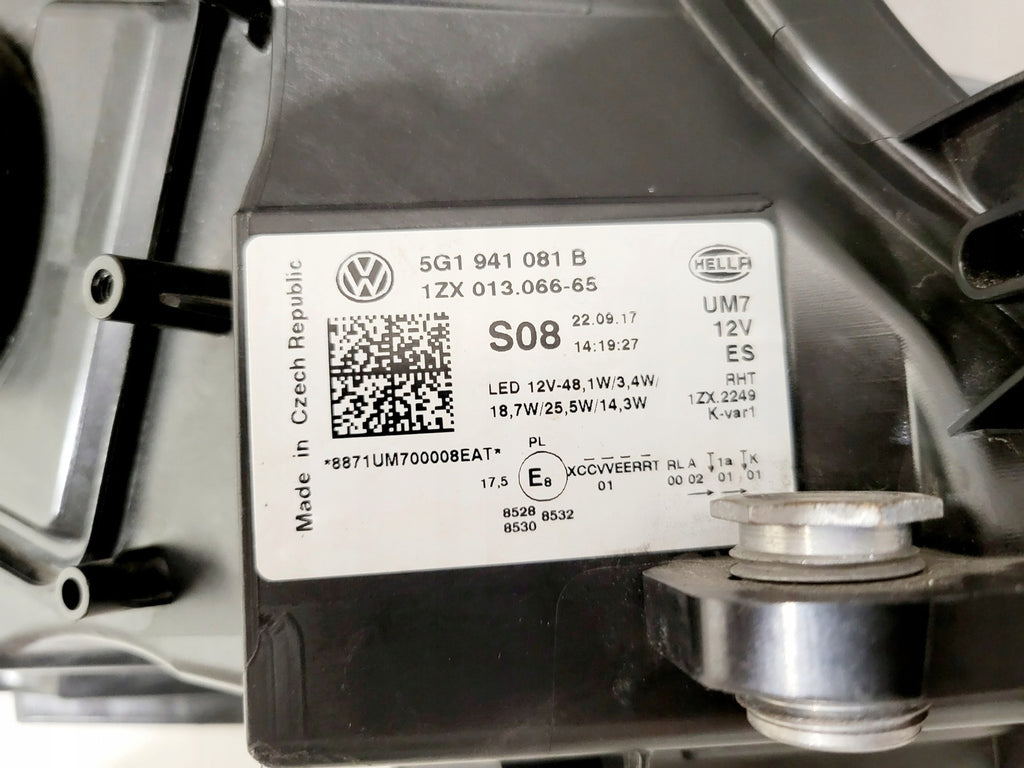 Made in Czech Republic
5G1 941 081 B
1ZX 013.066-65
HELLA
UM7
12V
ES
S08
22.09.17
14:19:27
RHT
1ZX.2249
K-var1
LED 12V-48,1W/3,4W/
18,7W/25,5W/14,3W
*8871UM700008EAT*
PL
17,5
E8
XCCVVEERRT
01
RL A 1a K
00 02 01 01
8528 8532
8530